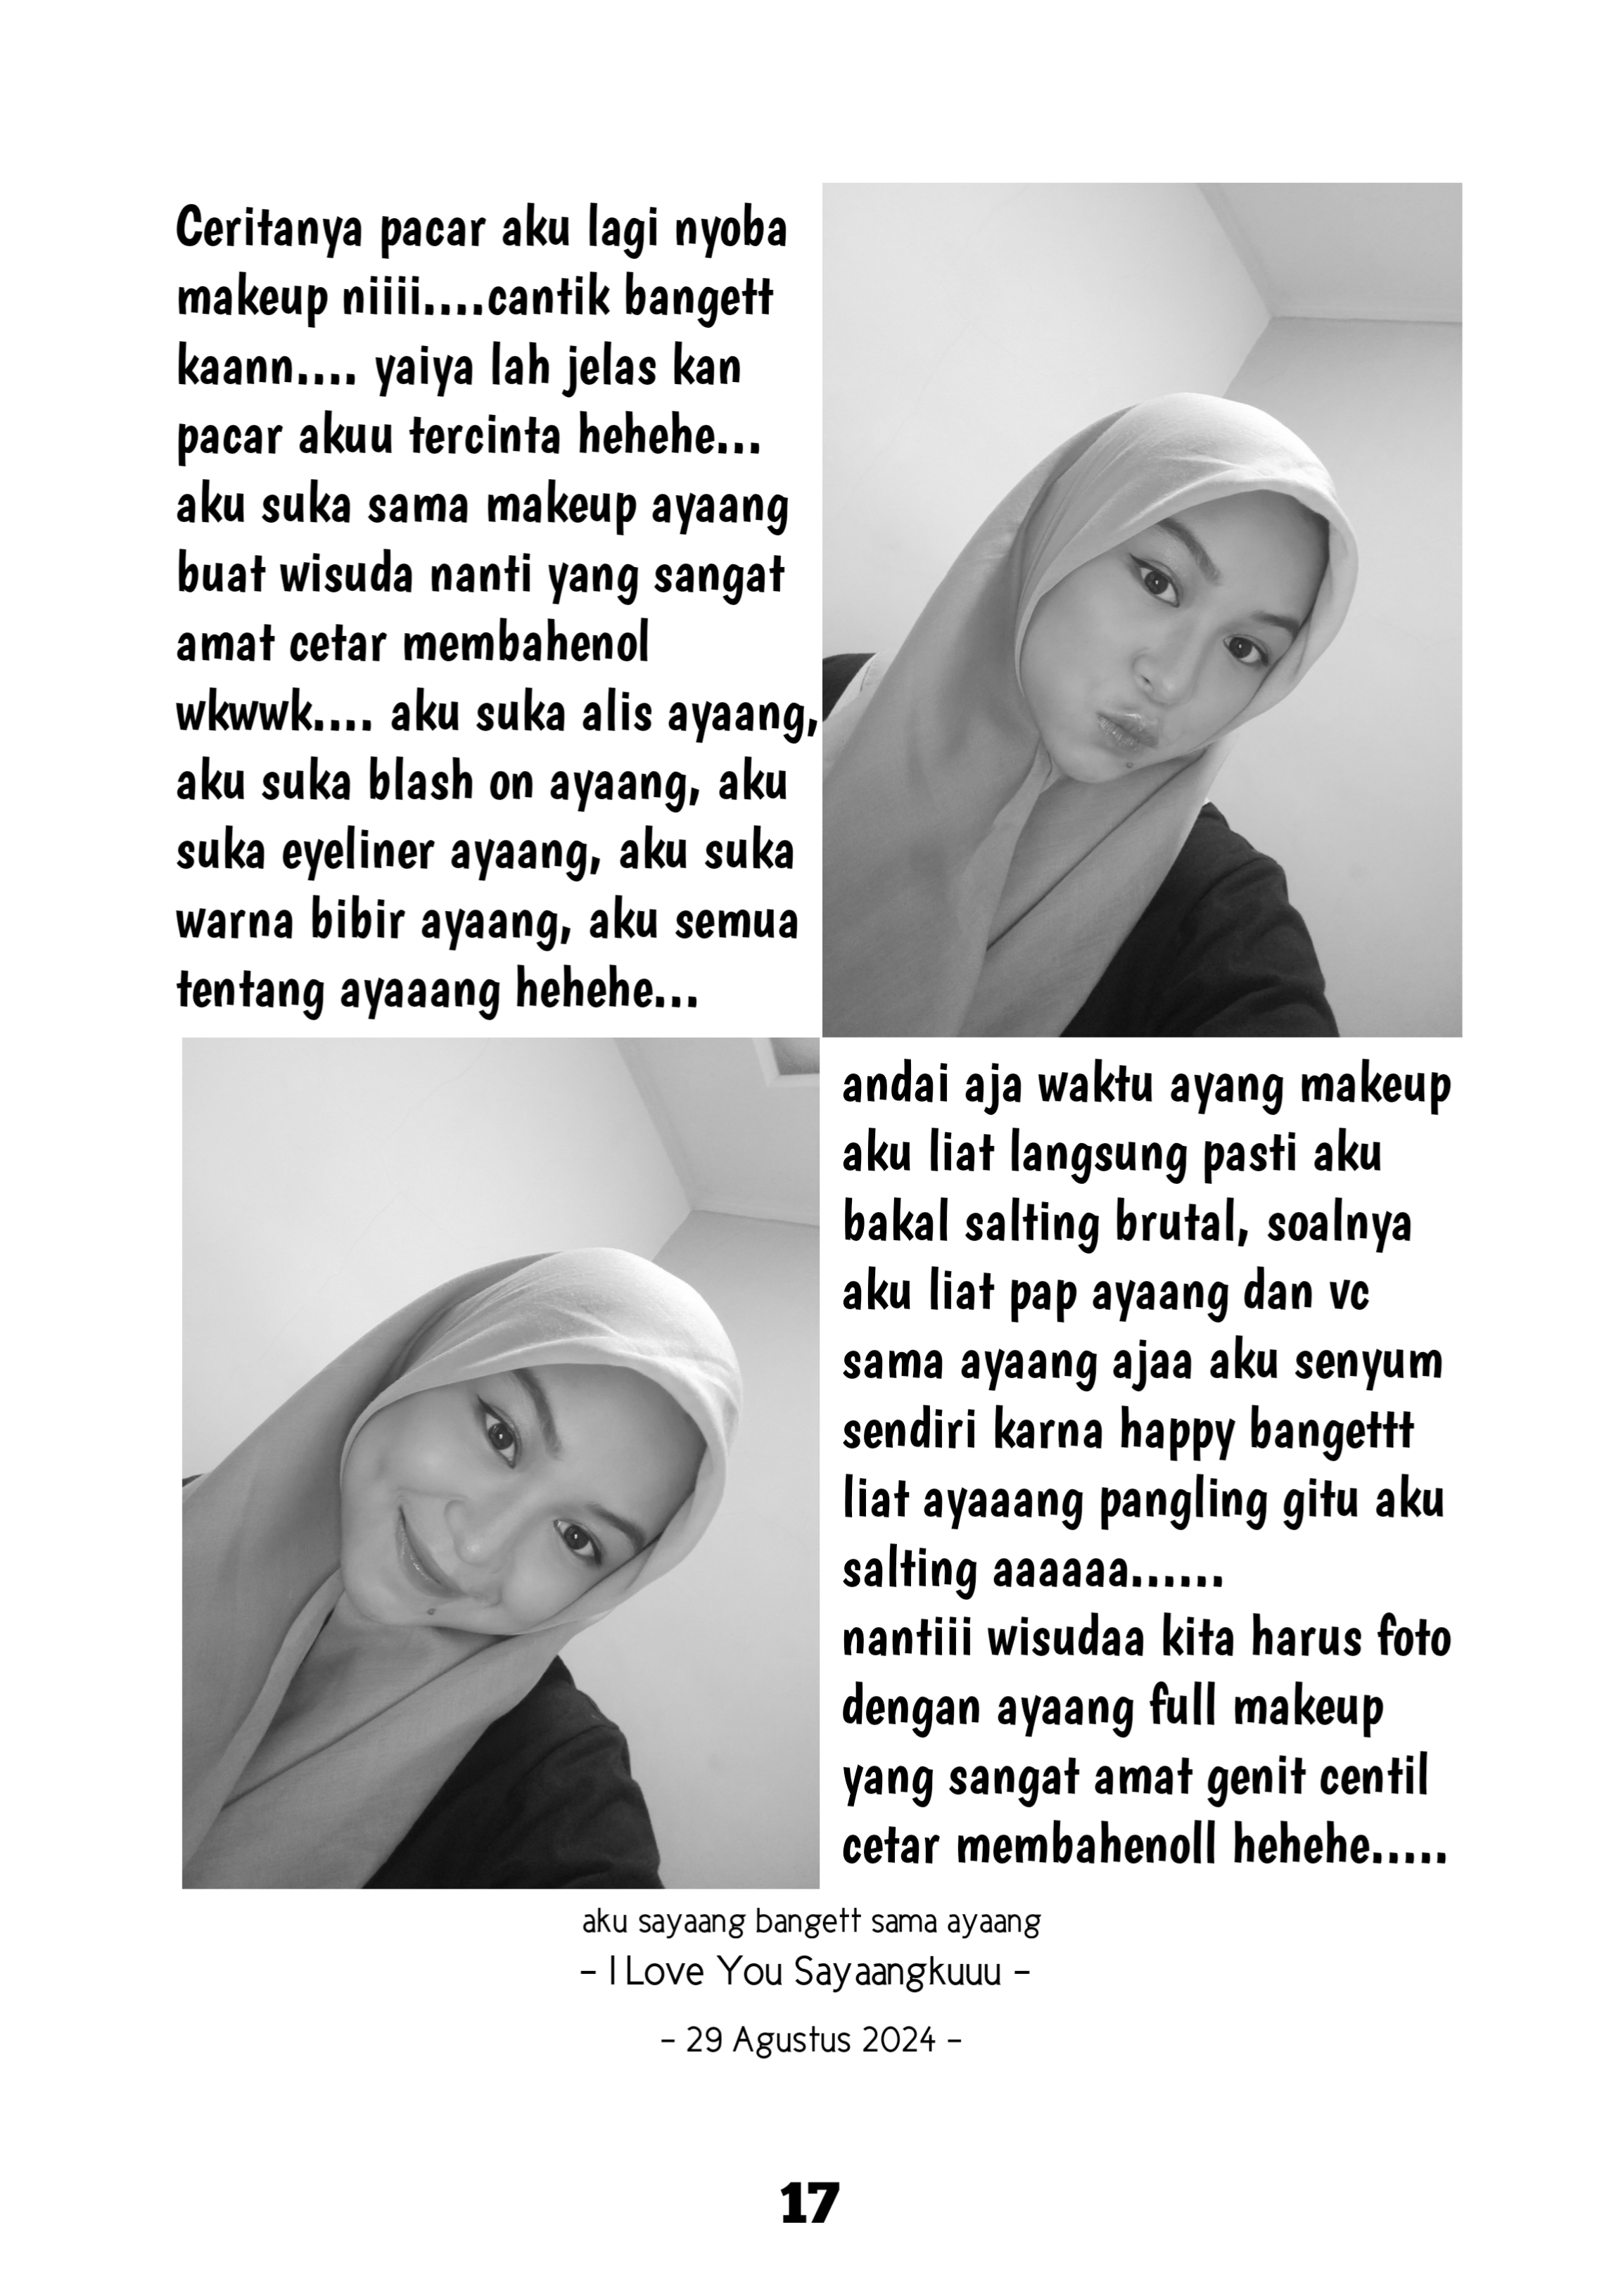 Ceritanya pacar aku lagi nyoba
makeup niiii....cantik bangett
kaann.... yaiya lah jelas kan
pacar akuu tercinta hehehe...
aku suka sama makeup ayaang
buat wisuda nanti yang sangat
amat cetar membahenol
wkwwk.... aku suka alis ayaang,
aku suka blash on ayaang, aku
suka eyeliner ayaang, aku suka
warna bibir ayaang, aku semua
tentang ayaaang hehehe...
andai aja waktu ayang makeup
aku liat langsung pasti aku
bakal salting brutal, soalnya
aku liat pap ayaang dan vc
sama ayaang ajaa aku senyum
sendiri karna happy bangettt
liat ayaaang pangling gitu aku
salting aaaaaa......
nantiii wisudaa kita harus foto
dengan ayaang full makeup
yang sangat amat genit centil
cetar membahenoll hehehe.....
aku sayaang bangett sama ayaang
- I Love You Sayaangkuuu -
- 29 Agustus 2024 -
17